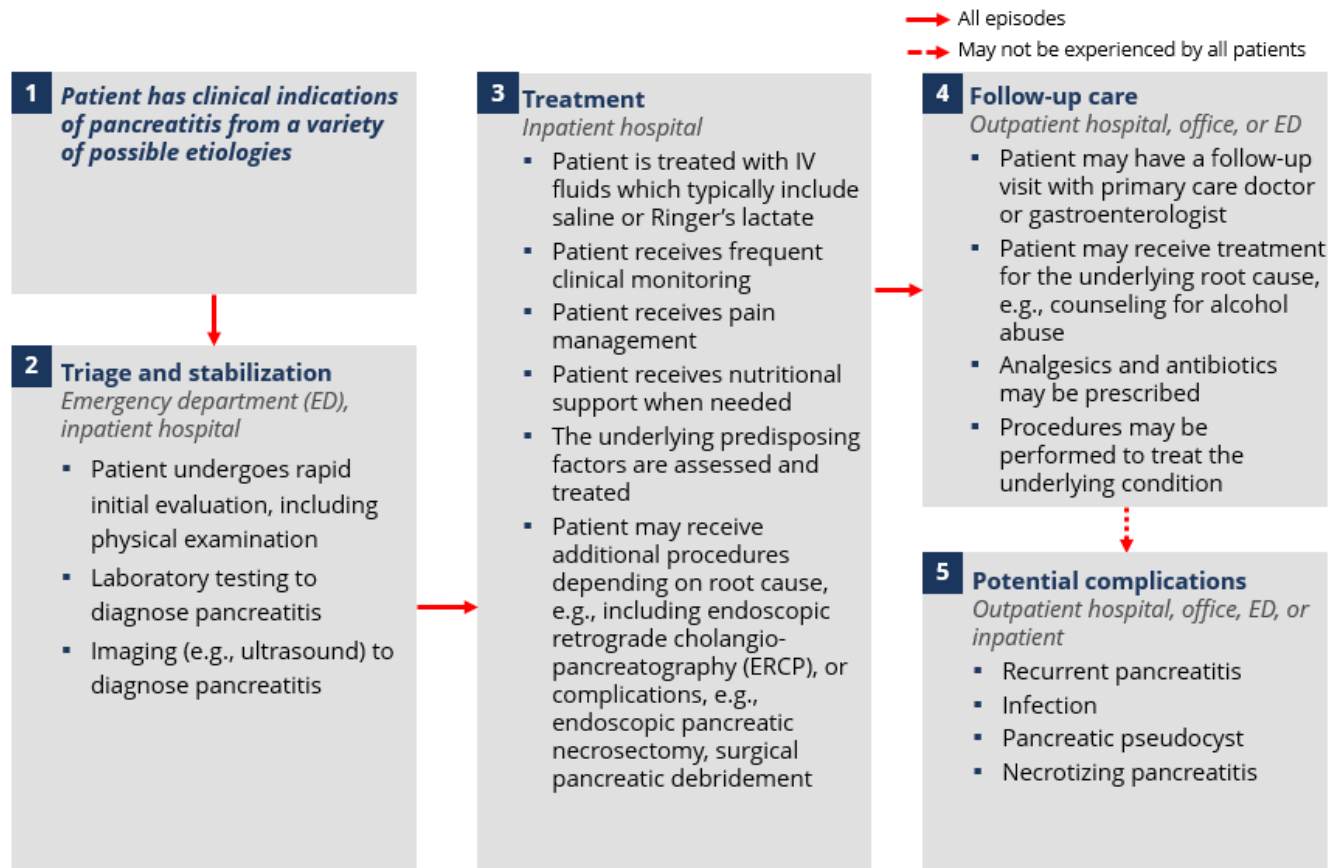 All episodes
May not be experienced by all patients
1 Patient has clinical indications
of pancreatitis from a variety
of possible etiologies
2 Triage and stabilization
Emergency department (ED),
inpatient hospital
▪ Patient undergoes rapid
initial evaluation, including
physical examination
▪ Laboratory testing to
diagnose pancreatitis
▪ Imaging (e.g., ultrasound) to
diagnose pancreatitis
3 Treatment
Inpatient hospital
▪ Patient is treated with IV
fluids which typically include
saline or Ringer’s lactate
▪ Patient receives frequent
clinical monitoring
▪ Patient receives pain
management
▪ Patient receives nutritional
support when needed
▪ The underlying predisposing
factors are assessed and
treated
▪ Patient may receive
additional procedures
depending on root cause,
e.g., including endoscopic
retrograde cholangio-
pancreatography (ERCP), or
complications, e.g.,
endoscopic pancreatic
necrosectomy, surgical
pancreatic debridement
4 Follow-up care
Outpatient hospital, office, or ED
▪ Patient may have a follow-up
visit with primary care doctor
or gastroenterologist
▪ Patient may receive treatment
for the underlying root cause,
e.g., counseling for alcohol
abuse
▪ Analgesics and antibiotics
may be prescribed
▪ Procedures may be
performed to treat the
underlying condition
5 Potential complications
Outpatient hospital, office, ED, or
inpatient
▪ Recurrent pancreatitis
▪ Infection
▪ Pancreatic pseudocyst
▪ Necrotizing pancreatitis